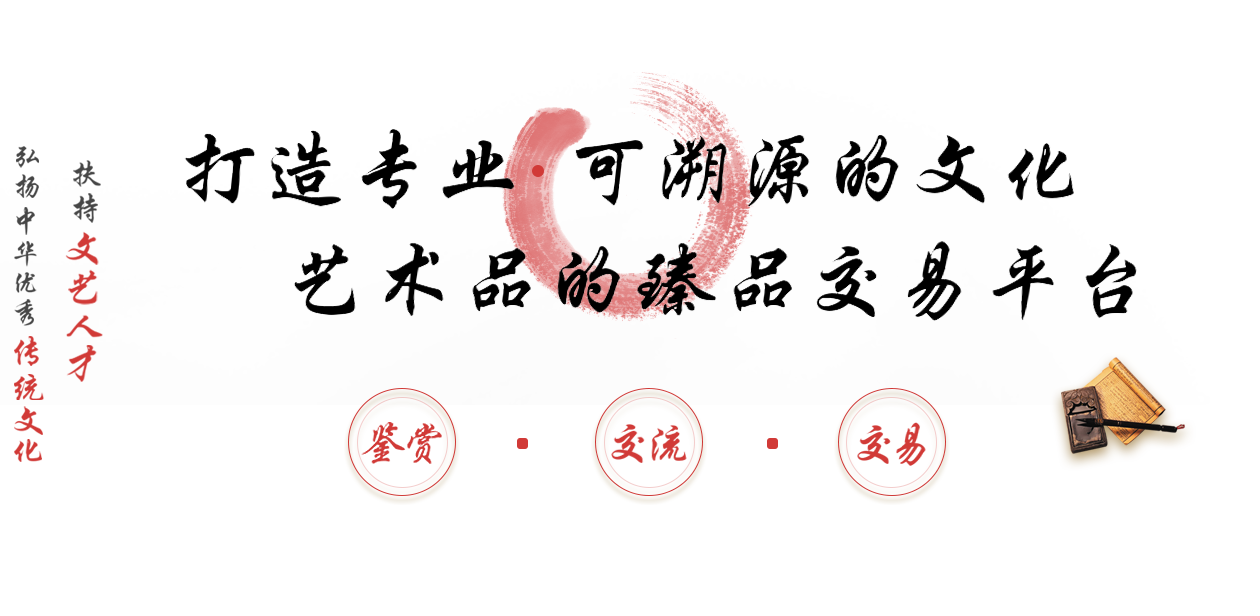 打造专业·可溯源的文化
艺术品的臻品交易平台
扶持文艺人才
弘扬中华优秀传统文化
鉴赏·交流·交易